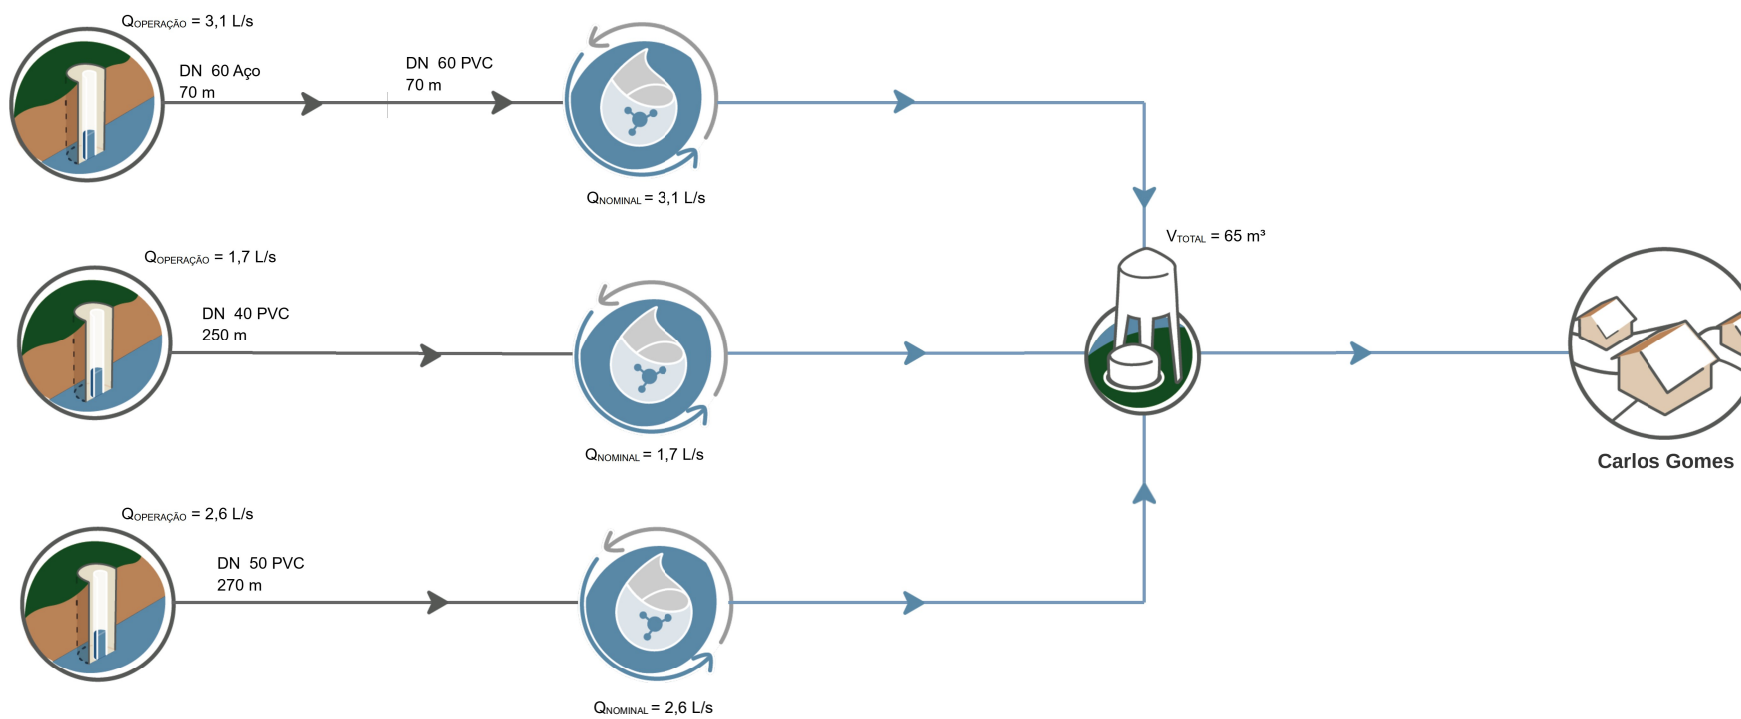 QOPERAÇÃO = 3,1 L/s
DN 60 Aço
70 m
DN 60 PVC
70 m
QNOMINAL = 3,1 L/s
VTOTAL = 65 m³
QOPERAÇÃO = 1,7 L/s
DN 40 PVC
250 m
QNOMINAL = 1,7 L/s
Carlos Gomes
QOPERAÇÃO = 2,6 L/s
DN 50 PVC
270 m
QNOMINAL = 2,6 L/s